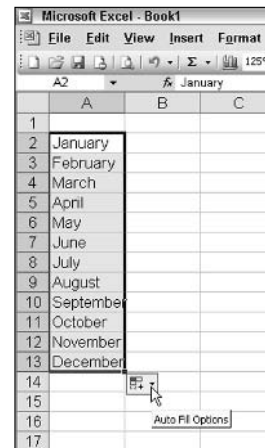 Microsoft Excel - Book1
File Edit View Insert Format
Σ 125%
A2 fx January
A B C
1
2 January
3 February
4 March
5 April
6 May
7 June
8 July
9 August
10 September
11 October
12 November
13 December
14
15
16 Auto Fill Options
17